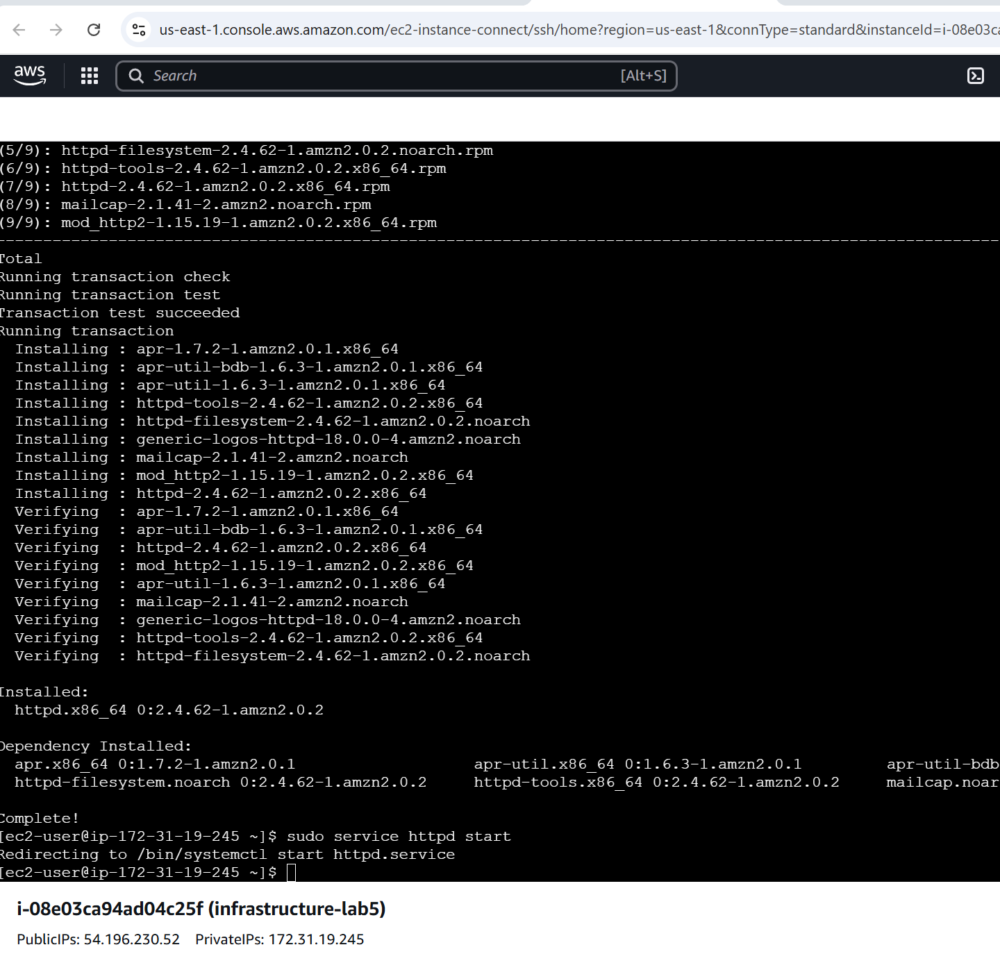 us-east-1.console.aws.amazon.com/ec2-instance-connect/ssh/home?region=us-east-1&connType=standard&instanceId=i-08e03ca
aws
Search
[Alt+S]
(5/9): httpd-filesystem-2.4.62-1.amzn2.0.2.noarch.rpm
(6/9): httpd-tools-2.4.62-1.amzn2.0.2.x86_64.rpm
(7/9): httpd-2.4.62-1.amzn2.0.2.x86_64.rpm
(8/9): mailcap-2.1.41-2.amzn2.noarch.rpm
(9/9): mod_http2-1.15.19-1.amzn2.0.2.x86_64.rpm
Total
Running transaction check
Running transaction test
Transaction test succeeded
Running transaction
Installing : apr-1.7.2-1.amzn2.0.1.x86_64
Installing : apr-util-bdb-1.6.3-1.amzn2.0.1.x86_64
Installing : apr-util-1.6.3-1.amzn2.0.1.x86_64
Installing : httpd-tools-2.4.62-1.amzn2.0.2.x86_64
Installing : httpd-filesystem-2.4.62-1.amzn2.0.2.noarch
Installing : generic-logos-httpd-18.0.0-4.amzn2.noarch
Installing : mailcap-2.1.41-2.amzn2.noarch
Installing : mod_http2-1.15.19-1.amzn2.0.2.x86_64
Installing : httpd-2.4.62-1.amzn2.0.2.x86_64
Verifying : apr-1.7.2-1.amzn2.0.1.x86_64
Verifying : apr-util-bdb-1.6.3-1.amzn2.0.1.x86_64
Verifying : httpd-2.4.62-1.amzn2.0.2.x86_64
Verifying : mod_http2-1.15.19-1.amzn2.0.2.x86_64
Verifying : apr-util-1.6.3-1.amzn2.0.1.x86_64
Verifying : mailcap-2.1.41-2.amzn2.noarch
Verifying : generic-logos-httpd-18.0.0-4.amzn2.noarch
Verifying : httpd-tools-2.4.62-1.amzn2.0.2.x86_64
Verifying : httpd-filesystem-2.4.62-1.amzn2.0.2.noarch
Installed:
httpd.x86_64 0:2.4.62-1.amzn2.0.2
Dependency Installed:
apr.x86_64 0:1.7.2-1.amzn2.0.1 apr-util.x86_64 0:1.6.3-1.amzn2.0.1 apr-util-bdb
httpd-filesystem.noarch 0:2.4.62-1.amzn2.0.2 httpd-tools.x86_64 0:2.4.62-1.amzn2.0.2 mailcap.noar
Complete!
[ec2-user@ip-172-31-19-245 ~]$ sudo service httpd start
Redirecting to /bin/systemctl start httpd.service
[ec2-user@ip-172-31-19-245 ~]$
i-08e03ca94ad04c25f (infrastructure-lab5)
PublicIPs: 54.196.230.52 PrivateIPs: 172.31.19.245